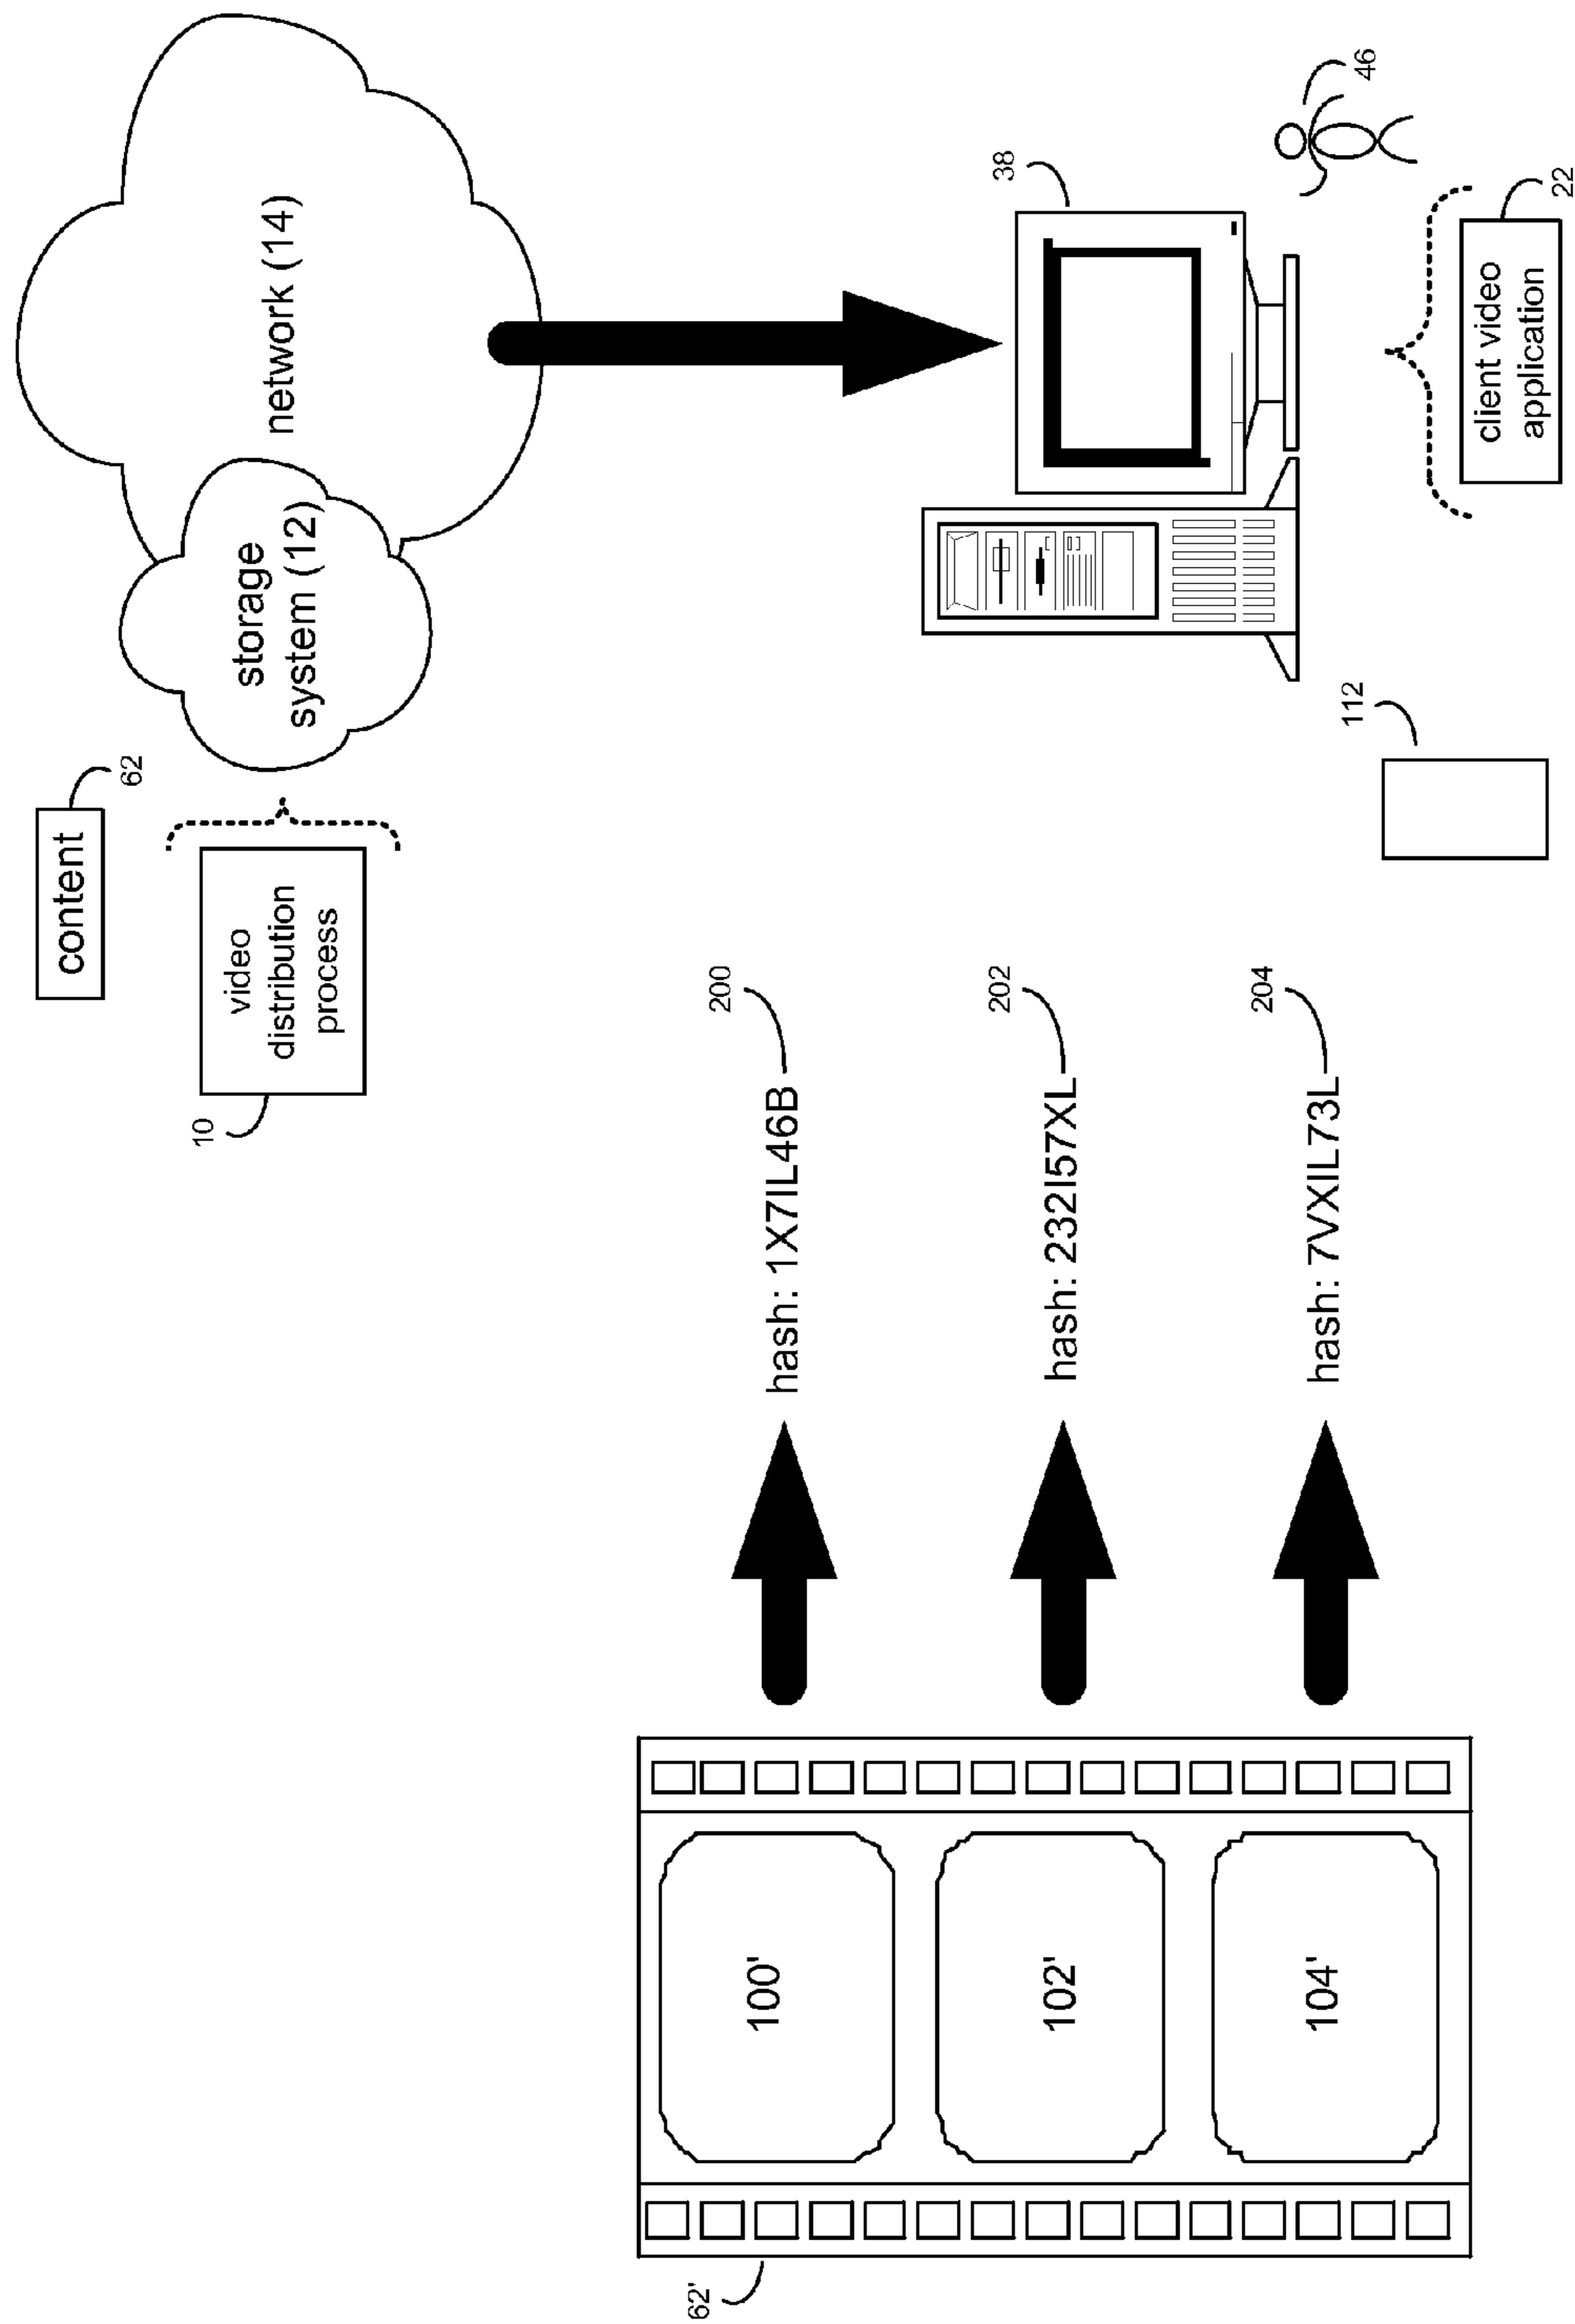 content
62
video
distribution
process
10
storage
system (12)
network (14)
62'
100'
hash: 1X7IL46B
200
102'
hash: 232I57XL
202
104'
hash: 7VXIL73L
204
38
46
112
client video
application
22